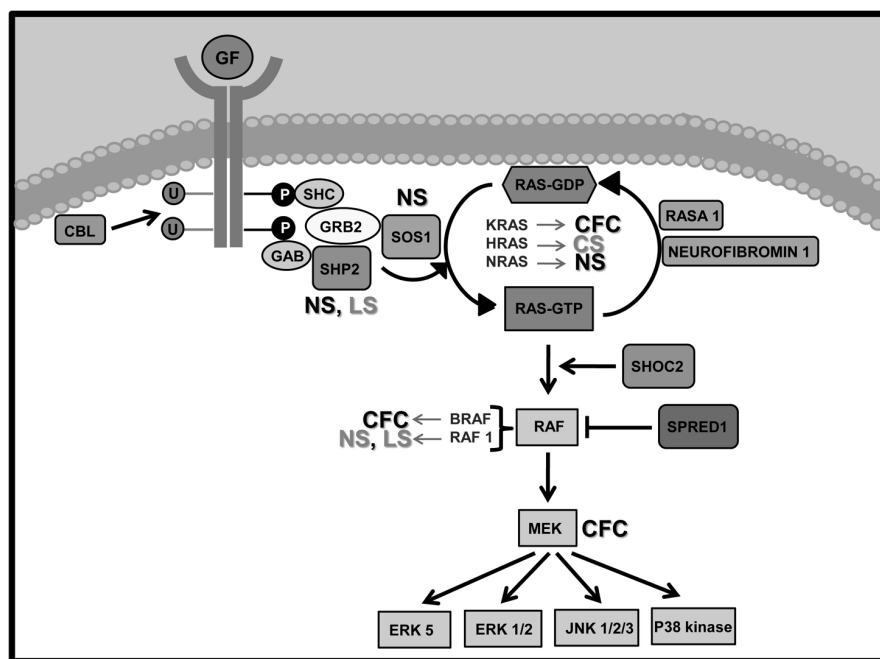 GF
U
P
SHC
NS
RAS-GDP
RASA 1
CBL
U
P
GRB2
SOS1
KRAS → CFC
HRAS → CS
NRAS → NS
NEUROFIBROMIN 1
GAB
SHP2
NS, LS
RAS-GTP
SHOC2
CFC ← BRAF
NS, LS ← RAF 1
RAF
SPRED1
MEK
CFC
ERK 5
ERK 1/2
JNK 1/2/3
P38 kinase